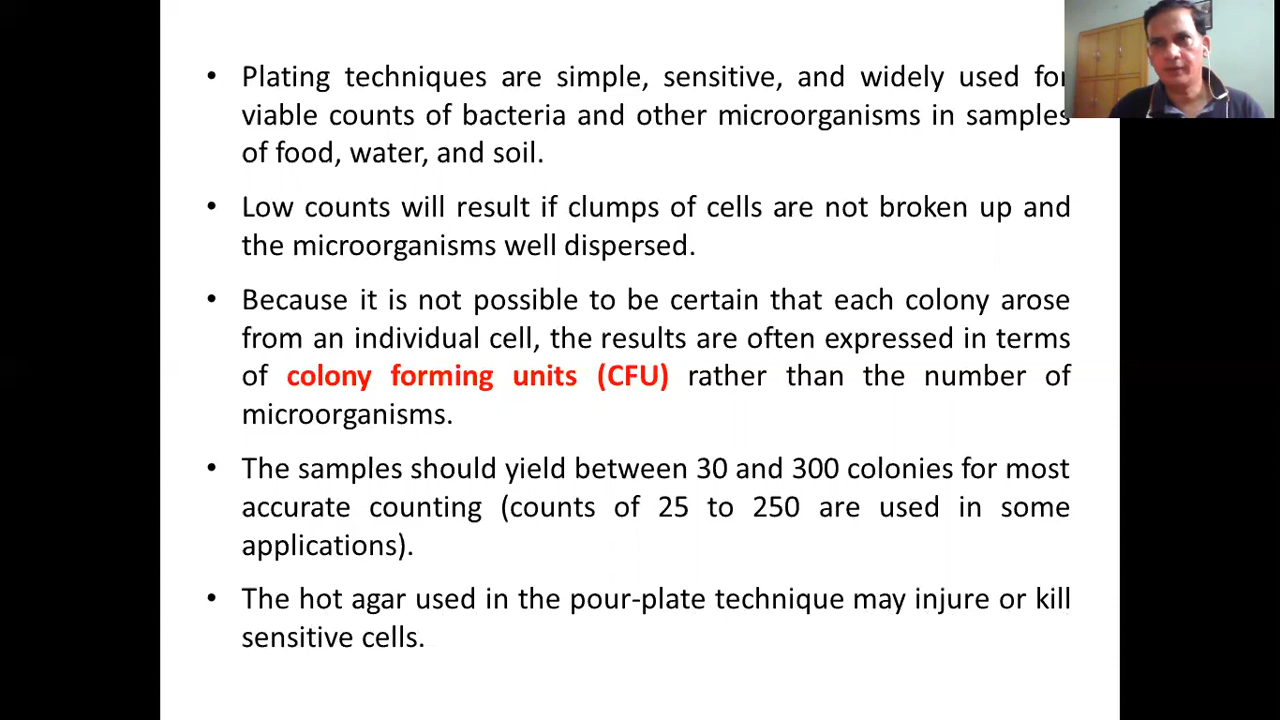 • Plating techniques are simple, sensitive, and widely used for
viable counts of bacteria and other microorganisms in samples
of food, water, and soil.
• Low counts will result if clumps of cells are not broken up and
the microorganisms well dispersed.
• Because it is not possible to be certain that each colony arose
from an individual cell, the results are often expressed in terms
of colony forming units (CFU) rather than the number of
microorganisms.
• The samples should yield between 30 and 300 colonies for most
accurate counting (counts of 25 to 250 are used in some
applications).
• The hot agar used in the pour-plate technique may injure or kill
sensitive cells.